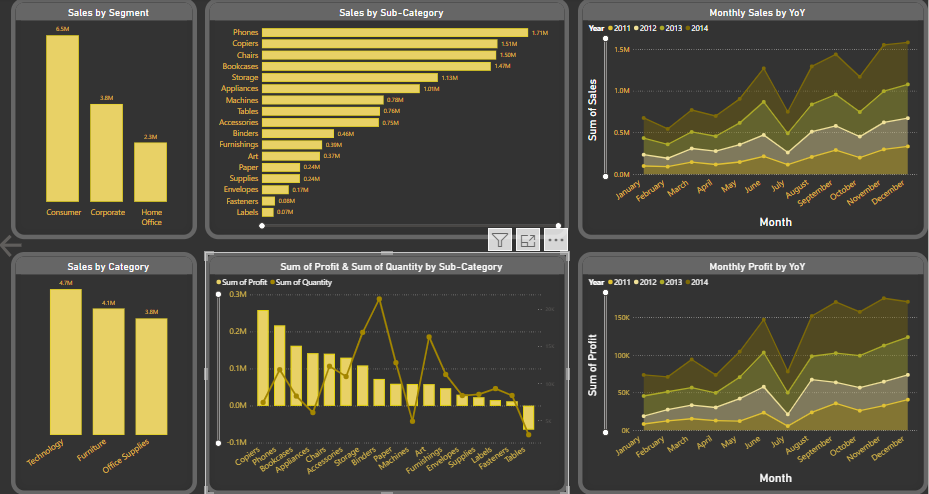 Sales by Segment
6.5M
3.8M
2.3M
Consumer
Corporate
Home
Office
Sales by Sub-Category
Phones 1.71M
Copiers 1.51M
Chairs 1.50M
Bookcases 1.47M
Storage 1.13M
Appliances 1.01M
Machines 0.78M
Tables 0.76M
Accessories 0.75M
Binders 0.46M
Furnishings 0.39M
Art 0.37M
Paper 0.24M
Supplies 0.24M
Envelopes 0.17M
Fasteners 0.08M
Labels 0.07M
Monthly Sales by YoY
Year 2011 2012 2013 2014
Sum of Sales
1.5M
1.0M
0.5M
0.0M
January
February
March
April
May
June
July
August
September
October
November
December
Month
Sales by Category
4.7M
4.1M
3.8M
Technology
Furniture
Office Supplies
Sum of Profit & Sum of Quantity by Sub-Category
Sum of Profit Sum of Quantity
0.3M
0.2M
0.1M
0.0M
-0.1M
Copiers
Phones
Bookcases
Appliances
Chairs
Accessories
Storage
Binders
Paper
Machines
Art
Furnishings
Envelopes
Supplies
Labels
Fasteners
Tables
Monthly Profit by YoY
Year 2011 2012 2013 2014
Sum of Profit
150K
100K
50K
0K
January
February
March
April
May
June
July
August
September
October
November
December
Month